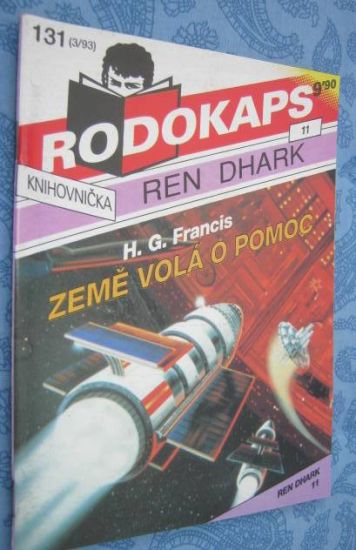 131 (3/93)
9'90
RODOKAPS
11
KNIHOVNIČKA
REN DHARK
H. G. Francis
ZEMĚ VOLÁ O POMOC
REN DHARK
11